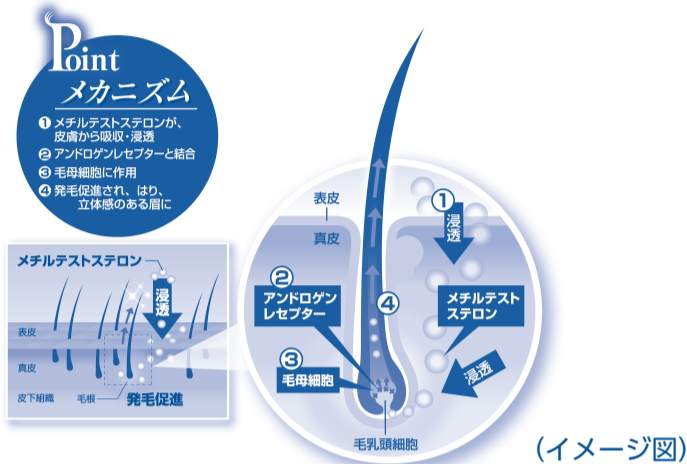 Point
メカニズム
① メチルテストステロンが、
皮膚から吸収・浸透
② アンドロゲンレセプターと結合
③ 毛母細胞に作用
④ 発毛促進され、はり、
立体感のある眉に
メチルテストステロン
浸透
表皮
真皮
皮下組織
毛根
発毛促進
表皮
真皮
①
浸透
②
アンドロゲン
レセプター
④
メチルテスト
ステロン
③
毛母細胞
浸透
毛乳頭細胞
(イメージ図)